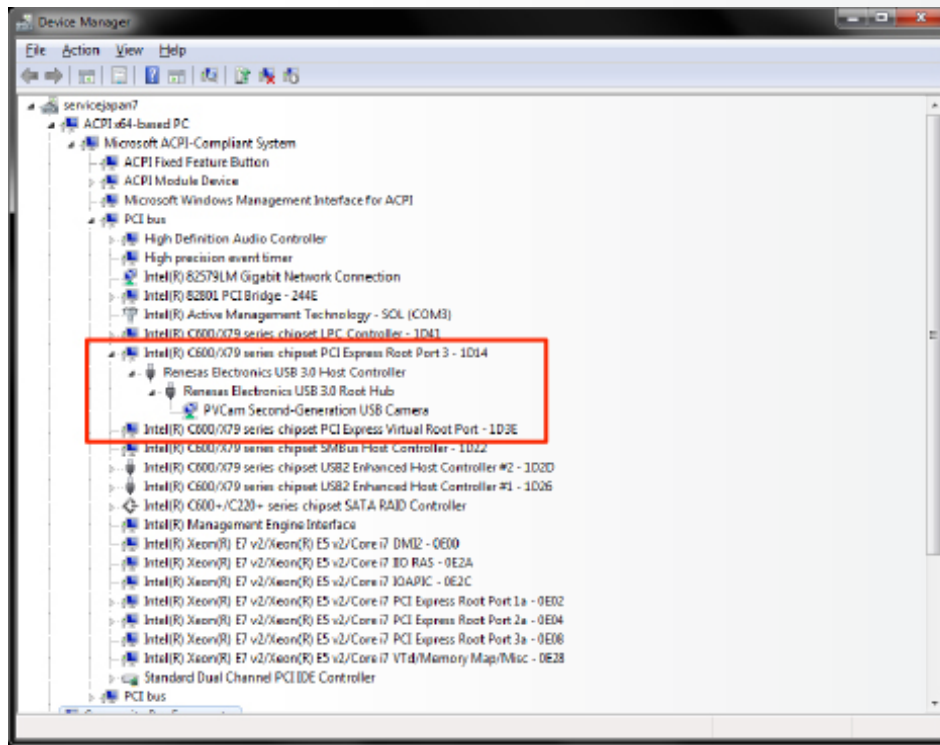 Device Manager
File Action View Help
servicejapan7
ACPI x64-based PC
Microsoft ACPI-Compliant System
ACPI Fixed Feature Button
ACPI Module Device
Microsoft Windows Management Interface for ACPI
PCI bus
High Definition Audio Controller
High precision event timer
Intel(R) 82579LM Gigabit Network Connection
Intel(R) 82801 PCI Bridge - 244E
Intel(R) Active Management Technology - SOL (COM3)
Intel(R) C600/X79 series chipset LPC Controller - 1D41
Intel(R) C600/X79 series chipset PCI Express Root Port 3 - 1D14
Renesas Electronics USB 3.0 Host Controller
Renesas Electronics USB 3.0 Root Hub
PVCam Second-Generation USB Camera
Intel(R) C600/X79 series chipset PCI Express Virtual Root Port - 1D3E
Intel(R) C600/X79 series chipset SMBus Host Controller - 1D22
Intel(R) C600/X79 series chipset USB2 Enhanced Host Controller #2 - 1D2D
Intel(R) C600/X79 series chipset USB2 Enhanced Host Controller #1 - 1D26
Intel(R) C600+/C220+ series chipset SATA RAID Controller
Intel(R) Management Engine Interface
Intel(R) Xeon(R) E7 v2/Xeon(R) E5 v2/Core i7 DMI2 - 0E00
Intel(R) Xeon(R) E7 v2/Xeon(R) E5 v2/Core i7 IIO RAS - 0E2A
Intel(R) Xeon(R) E7 v2/Xeon(R) E5 v2/Core i7 IOAPIC - 0E2C
Intel(R) Xeon(R) E7 v2/Xeon(R) E5 v2/Core i7 PCI Express Root Port 1a - 0E02
Intel(R) Xeon(R) E7 v2/Xeon(R) E5 v2/Core i7 PCI Express Root Port 2a - 0E04
Intel(R) Xeon(R) E7 v2/Xeon(R) E5 v2/Core i7 PCI Express Root Port 3a - 0E08
Intel(R) Xeon(R) E7 v2/Xeon(R) E5 v2/Core i7 VTd/Memory Map/Misc - 0E28
Standard Dual Channel PCI IDE Controller
PCI bus